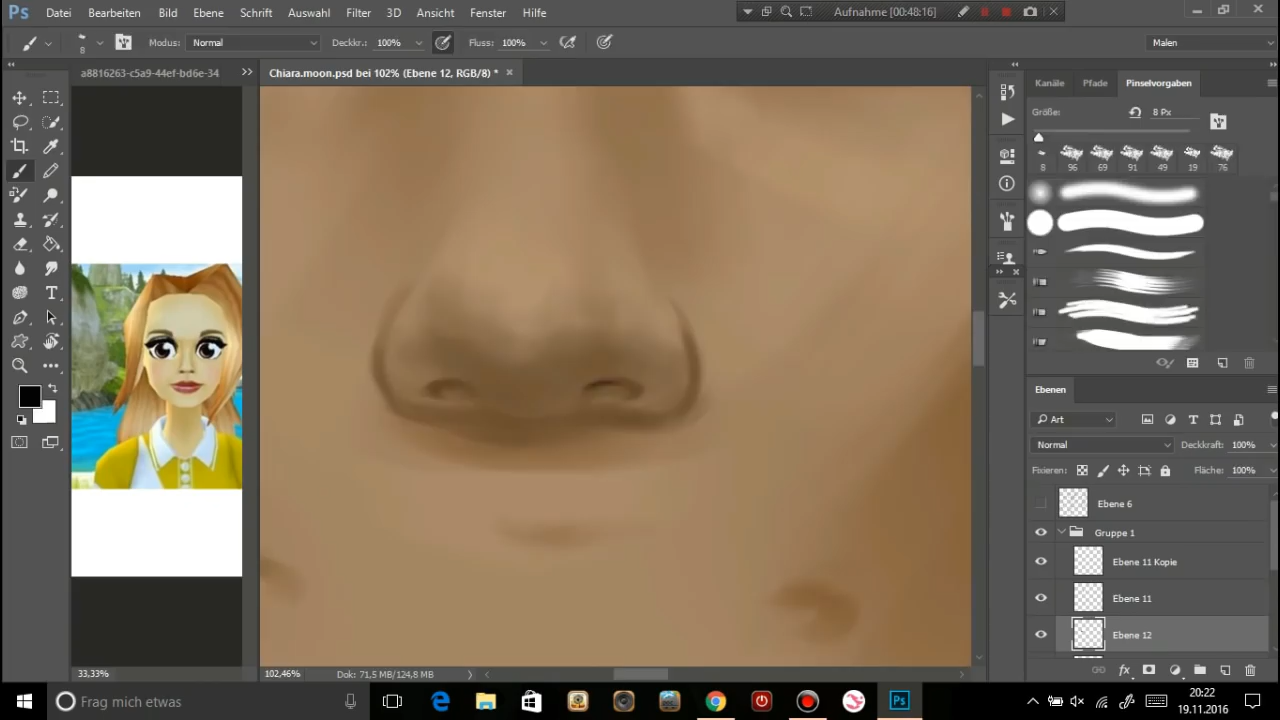 Ps Datei Bearbeiten Bild Ebene Schrift Auswahl Filter 3D Ansicht Fenster Hilfe Aufnahme [00:48:16]
8 Modus: Normal Deckkr.: 100% Fluss: 100% Malen
a8816263-c5a9-44ef-bd6e-34 Chiara.moon.psd bei 102% (Ebene 12, RGB/8) *
Kanäle Pfade Pinselvorgaben
Größe: 8 Px
8 96 69 91 49 19 76
Ebenen
Art
Normal Deckkraft: 100%
Fixieren: Fläche: 100%
Ebene 6
Gruppe 1
Ebene 11 Kopie
Ebene 11
Ebene 12
33,33% 102,46% Dok: 71,5 MB/124,8 MB
Frag mich etwas Ps 20:22
19.11.2016